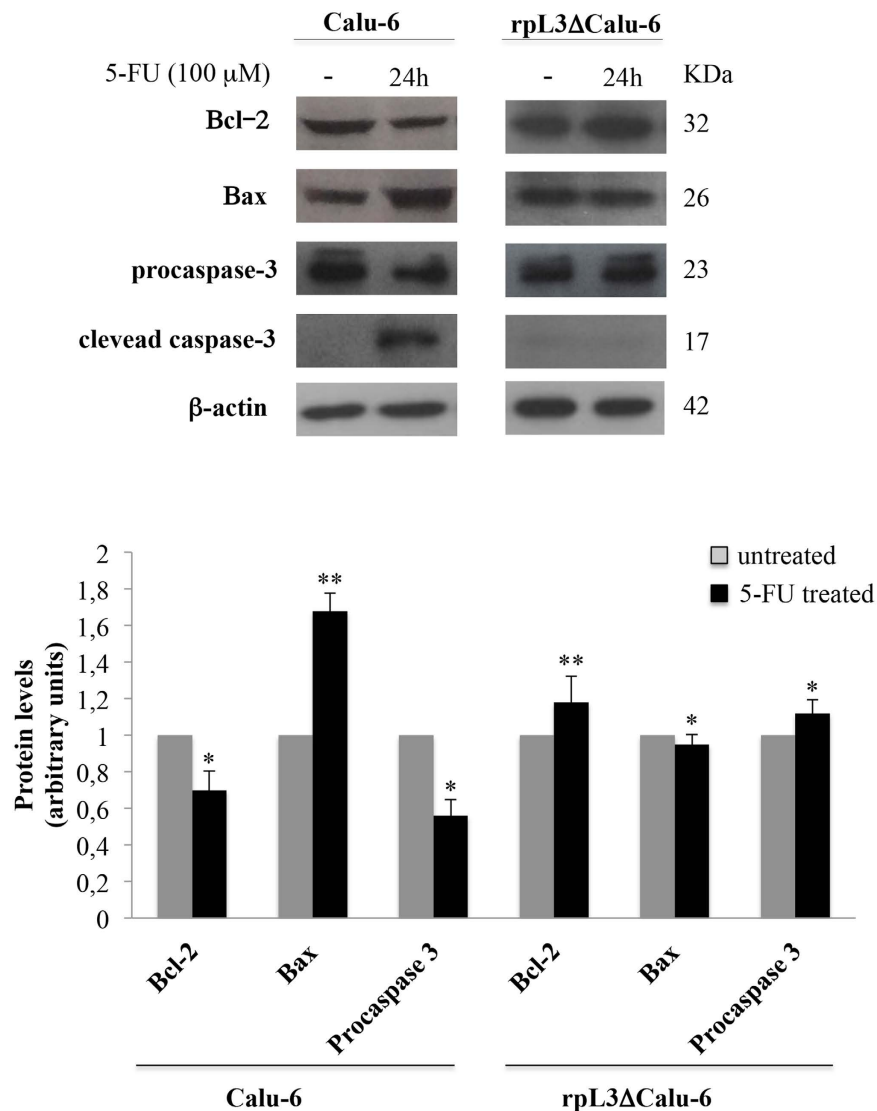 Calu-6 rpL3ΔCalu-6
5-FU (100 μM) - 24h - 24h KDa
Bcl-2 32
Bax 26
procaspase-3 23
clevead caspase-3 17
β-actin 42
untreated
5-FU treated
Protein levels
(arbitrary units)
2
1,8
1,6
1,4
1,2
1
0,8
0,6
0,4
0,2
0
* ** * ** * *
Bcl-2 Bax Procaspase 3 Bcl-2 Bax Procaspase 3
Calu-6 rpL3ΔCalu-6